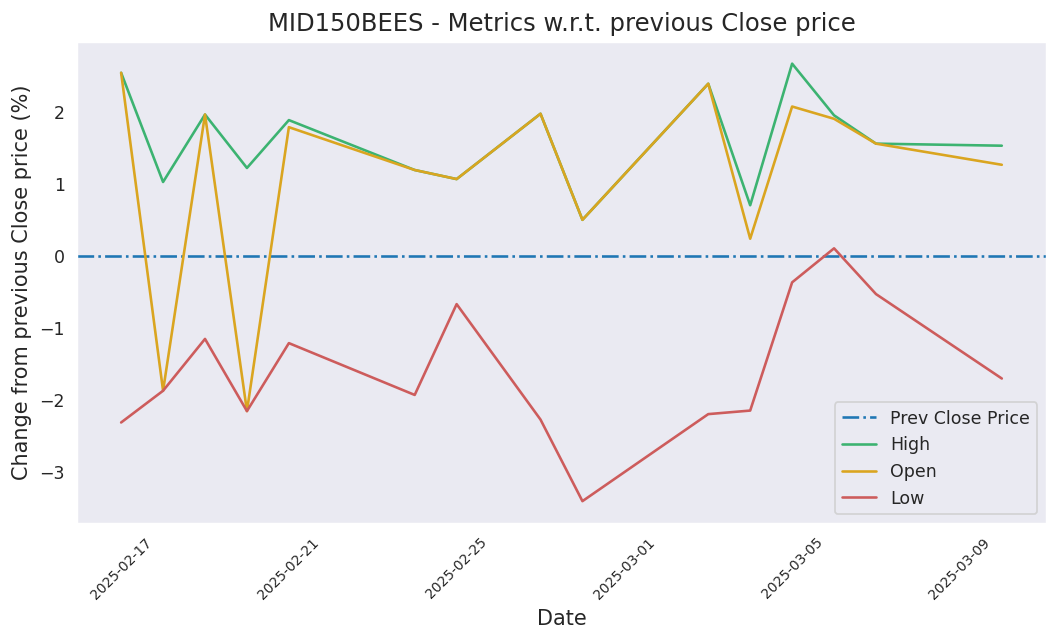 MID150BEES - Metrics w.r.t. previous Close price
Change from previous Close price (%)
2
1
0
−1
−2
−3
Prev Close Price
High
Open
Low
2025-02-17
2025-02-21
2025-02-25
2025-03-01
2025-03-05
2025-03-09
Date